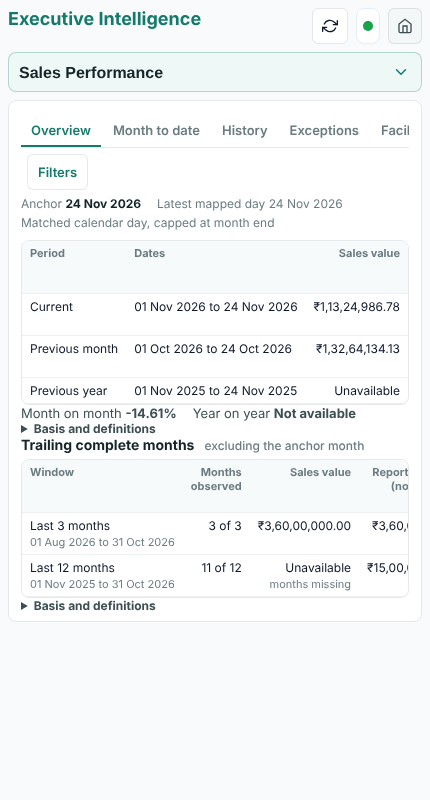 Executive Intelligence
Sales Performance
Overview Month to date History Exceptions Facil
Filters
Anchor 24 Nov 2026 Latest mapped day 24 Nov 2026
Matched calendar day, capped at month end
Period Dates Sales value
Current 01 Nov 2026 to 24 Nov 2026 ₹1,13,24,986.78
Previous month 01 Oct 2026 to 24 Oct 2026 ₹1,32,64,134.13
Previous year 01 Nov 2025 to 24 Nov 2025 Unavailable
Month on month -14.61% Year on year Not available
Basis and definitions
Trailing complete months excluding the anchor month
Window Months Sales value Report
observed (no
Last 3 months 3 of 3 ₹3,60,00,000.00 ₹3,60,
01 Aug 2026 to 31 Oct 2026
Last 12 months 11 of 12 Unavailable ₹15,00,
01 Nov 2025 to 31 Oct 2026 months missing
Basis and definitions